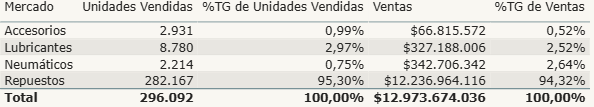 Mercado Unidades Vendidas %TG de Unidades Vendidas Ventas %TG de Ventas
Accesorios 2.931 0,99% $66.815.572 0,52%
Lubricantes 8.780 2,97% $327.188.006 2,52%
Neumáticos 2.214 0,75% $342.706.342 2,64%
Repuestos 282.167 95,30% $12.236.964.116 94,32%
Total 296.092 100,00% $12.973.674.036 100,00%